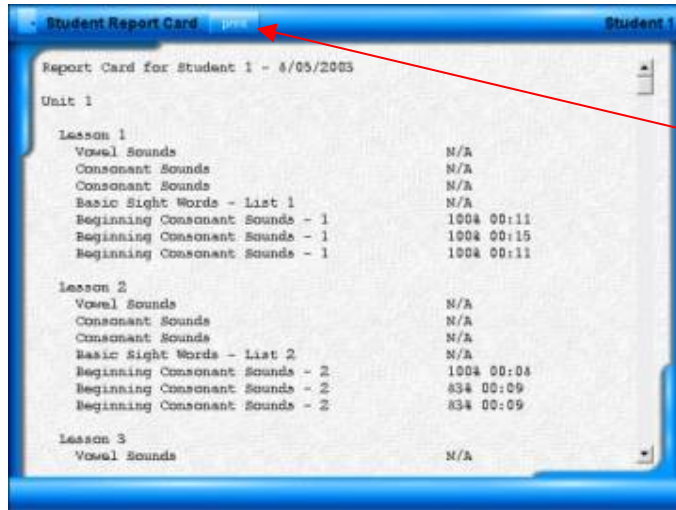 Student Report Card print Student 1
Report Card for Student 1 - 8/05/2003
Unit 1
Lesson 1
Vowel Sounds N/A
Consonant Sounds N/A
Consonant Sounds N/A
Basic Sight Words - List 1 N/A
Beginning Consonant Sounds - 1 100% 00:11
Beginning Consonant Sounds - 1 100% 00:15
Beginning Consonant Sounds - 1 100% 00:11
Lesson 2
Vowel Sounds N/A
Consonant Sounds N/A
Consonant Sounds N/A
Basic Sight Words - List 2 N/A
Beginning Consonant Sounds - 2 100% 00:08
Beginning Consonant Sounds - 2 83% 00:09
Beginning Consonant Sounds - 2 83% 00:09
Lesson 3
Vowel Sounds N/A